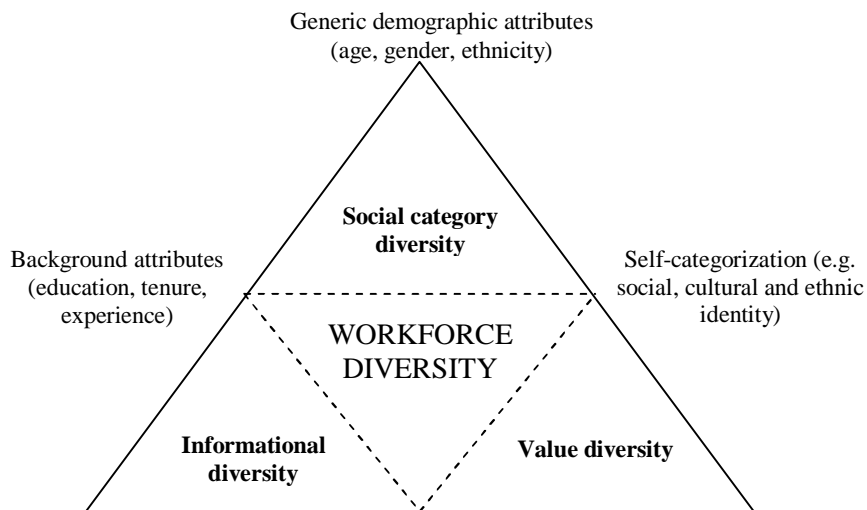 Generic demographic attributes
(age, gender, ethnicity)
Social category
diversity
Background attributes
(education, tenure,
experience)
Self-categorization (e.g.
social, cultural and ethnic
identity)
WORKFORCE
DIVERSITY
Informational
diversity
Value diversity